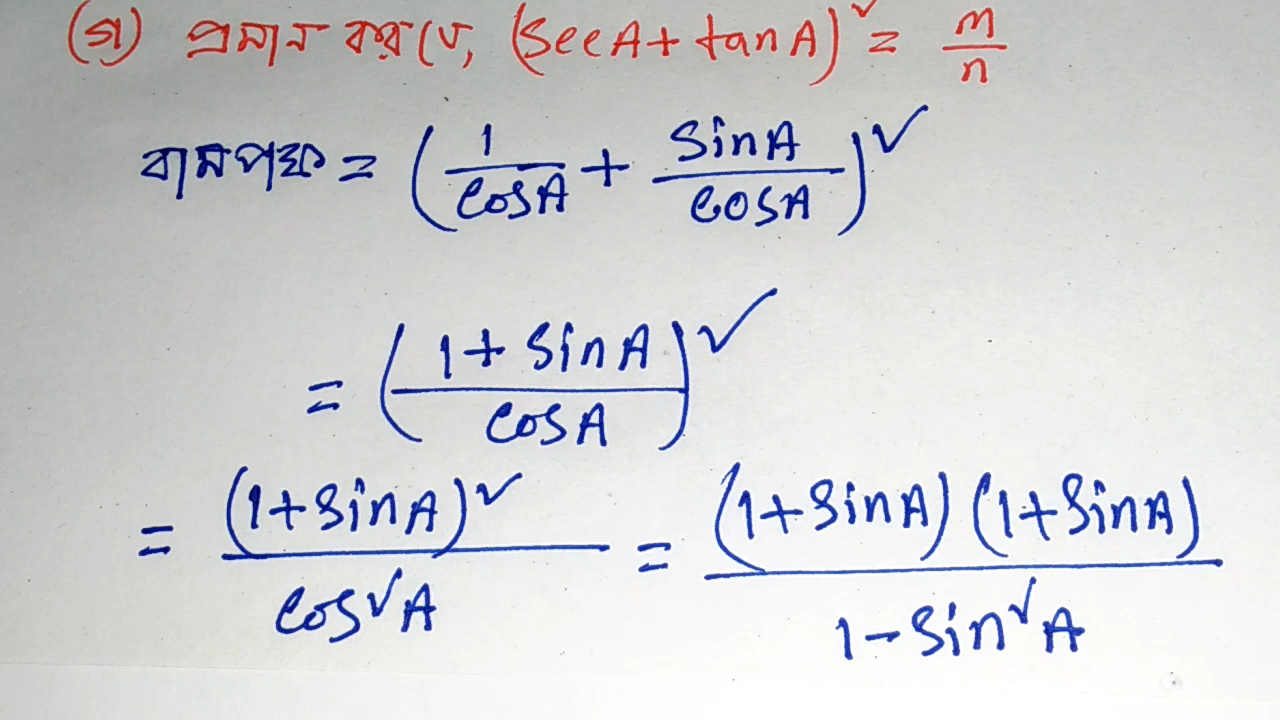 (গ) প্রমান কর যে, (secA + tanA)² = m/n
বামপক্ষ = (1/cosA + sinA/cosA)²
= ((1 + sinA)/cosA)²
= (1+sinA)²/cos²A = (1+sinA)(1+sinA)/(1-sin²A)